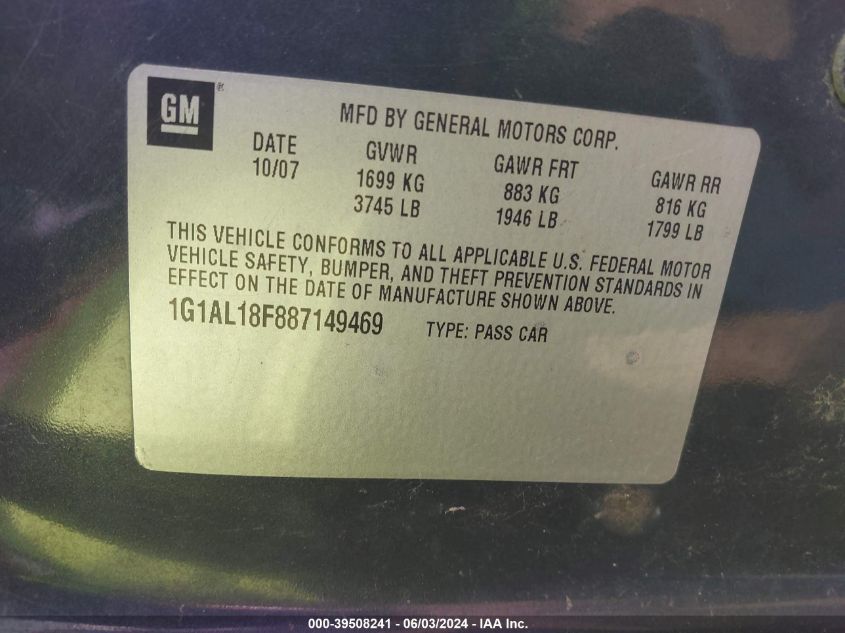 GM ®
MFD BY GENERAL MOTORS CORP.
DATE GVWR GAWR FRT GAWR RR
10/07 1699 KG 883 KG 816 KG
3745 LB 1946 LB 1799 LB
THIS VEHICLE CONFORMS TO ALL APPLICABLE U.S. FEDERAL MOTOR
VEHICLE SAFETY, BUMPER, AND THEFT PREVENTION STANDARDS IN
EFFECT ON THE DATE OF MANUFACTURE SHOWN ABOVE.
1G1AL18F887149469 TYPE: PASS CAR
000-39508241 - 06/03/2024 - IAA Inc.